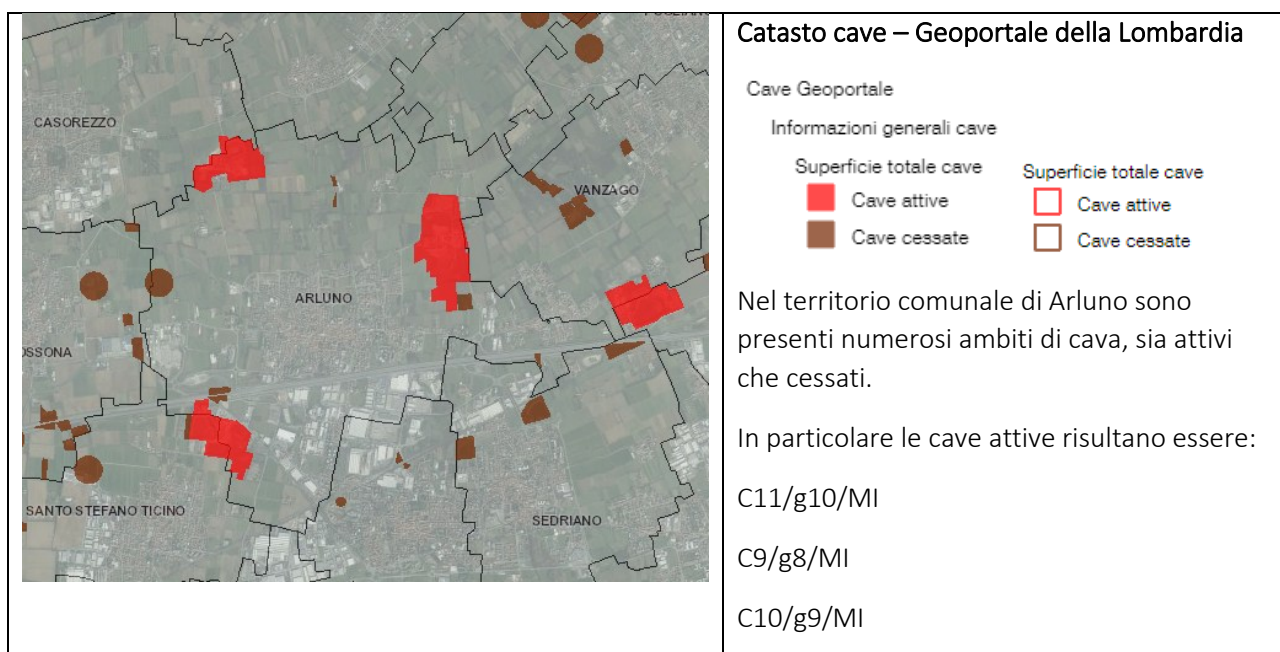 CASOREZZO
VANZAGO
ARLUNO
OSSONA
SANTO STEFANO TICINO
SEDRIANO
Catasto cave – Geoportale della Lombardia
Cave Geoportale
Informazioni generali cave
Superficie totale cave
Cave attive
Cave cessate
Superficie totale cave
Cave attive
Cave cessate
Nel territorio comunale di Arluno sono
presenti numerosi ambiti di cava, sia attivi
che cessati.
In particolare le cave attive risultano essere:
C11/g10/MI
C9/g8/MI
C10/g9/MI